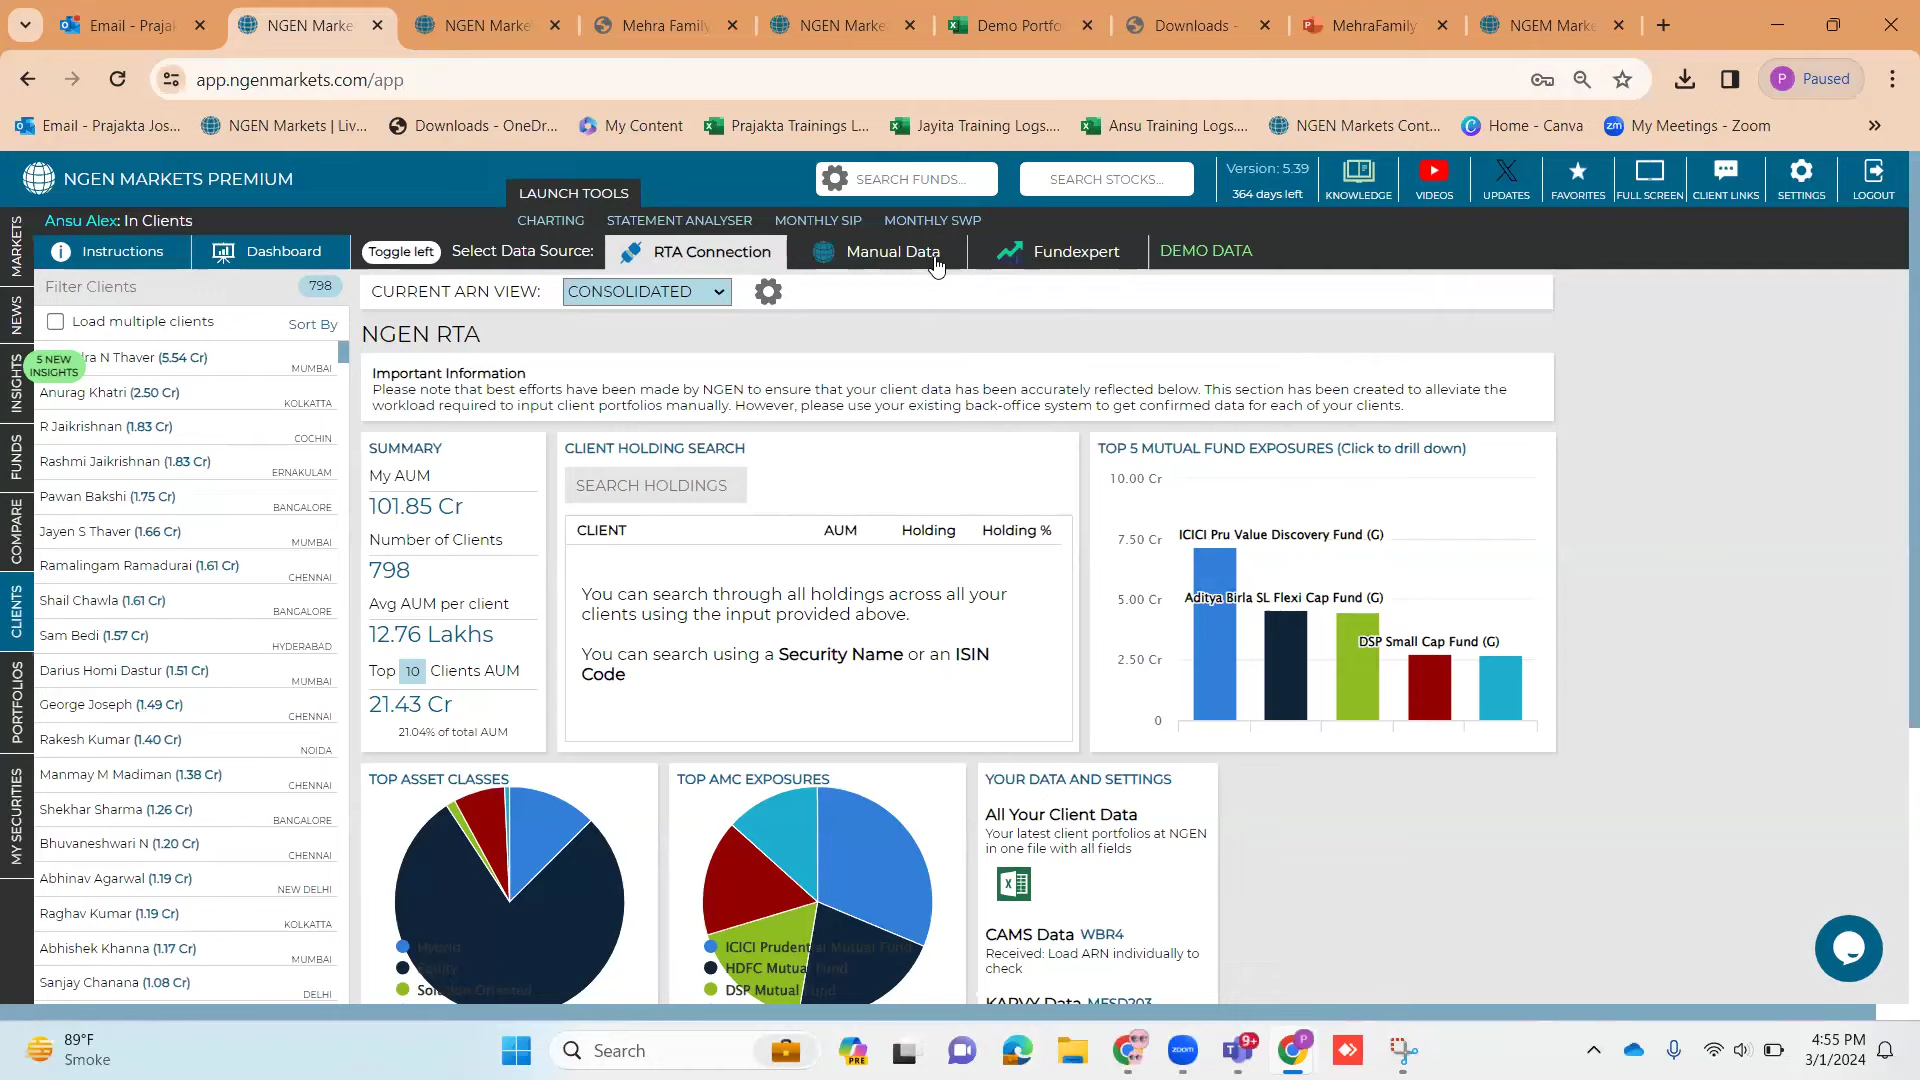 Email - Praja
NGEN Marke
NGEN Marke
Mehra Family
NGEN Marke
Demo Portfo
Downloads -
MehraFamily
NGEM Mark
app.ngenmarkets.com/app
P
Paused
Email - Prajakta Jos...
NGEN Markets | Liv...
Downloads - OneDr...
My Content
Prajakta Trainings L...
Jayita Training Logs....
Ansu Training Logs....
NGEN Markets Cont...
Home - Canva
My Meetings - Zoom
NGEN MARKETS PREMIUM
LAUNCH TOOLS
SEARCH FUNDS...
SEARCH STOCKS...
Version: 5.39
364 days left
KNOWLEDGE
VIDEOS
UPDATES
FAVORITES
FULL SCREEN
CLIENT LINKS
SETTINGS
LOGOUT
Ansu Alex: In Clients
CHARTING
STATEMENT ANALYSER
MONTHLY SIP
MONTHLY SWP
Instructions
Dashboard
Toggle left
Select Data Source:
RTA Connection
Manual Data
Fundexpert
DEMO DATA
MARKETS
NEWS
INSIGHTS
FUNDS
COMPARE
CLIENTS
PORTFOLIOS
MY SECURITIES
5 NEW
INSIGHTS
Filter Clients
798
Load multiple clients
Sort By
ra N Thaver (5.54 Cr)
MUMBAI
Anurag Khatri (2.50 Cr)
KOLKATTA
R Jaikrishnan (1.83 Cr)
COCHIN
Rashmi Jaikrishnan (1.83 Cr)
ERNAKULAM
Pawan Bakshi (1.75 Cr)
BANGALORE
Jayen S Thaver (1.66 Cr)
MUMBAI
Ramalingam Ramadurai (1.61 Cr)
CHENNAI
Shail Chawla (1.61 Cr)
BANGALORE
Sam Bedi (1.57 Cr)
HYDERABAD
Darius Homi Dastur (1.51 Cr)
MUMBAI
George Joseph (1.49 Cr)
CHENNAI
Rakesh Kumar (1.40 Cr)
NOIDA
Manmay M Madiman (1.38 Cr)
CHENNAI
Shekhar Sharma (1.26 Cr)
BANGALORE
Bhuvaneshwari N (1.20 Cr)
CHENNAI
Abhinav Agarwal (1.19 Cr)
NEW DELHI
Raghav Kumar (1.19 Cr)
KOLKATTA
Abhishek Khanna (1.17 Cr)
MUMBAI
Sanjay Chanana (1.08 Cr)
DELHI
CURRENT ARN VIEW:
CONSOLIDATED
NGEN RTA
Important Information
Please note that best efforts have been made by NGEN to ensure that your client data has been accurately reflected below. This section has been created to alleviate the
workload required to input client portfolios manually. However, please use your existing back-office system to get confirmed data for each of your clients.
SUMMARY
My AUM
101.85 Cr
Number of Clients
798
Avg AUM per client
12.76 Lakhs
Top 10 Clients AUM
21.43 Cr
21.04% of total AUM
CLIENT HOLDING SEARCH
SEARCH HOLDINGS
CLIENT AUM Holding Holding %
You can search through all holdings across all your
clients using the input provided above.
You can search using a Security Name or an ISIN
Code
TOP 5 MUTUAL FUND EXPOSURES (Click to drill down)
10.00 Cr
7.50 Cr
5.00 Cr
2.50 Cr
0
ICICI Pru Value Discovery Fund (G)
Aditya Birla SL Flexi Cap Fund (G)
DSP Small Cap Fund (G)
TOP ASSET CLASSES
Hybrid
Equity
Solution Oriented
TOP AMC EXPOSURES
ICICI Prudential Mutual Fund
HDFC Mutual Fund
DSP Mutual Fund
YOUR DATA AND SETTINGS
All Your Client Data
Your latest client portfolios at NGEN
in one file with all fields
CAMS Data WBR4
Received: Load ARN individually to
check
KARVY Data MFSD203
89°F
Smoke
Search
PRE
zoom
9+
P
4:55 PM
3/1/2024